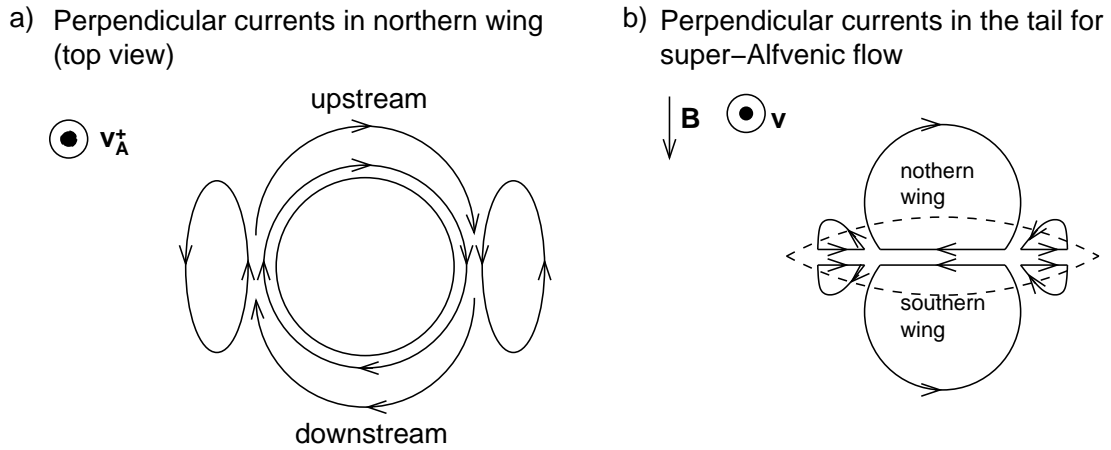 a) Perpendicular currents in northern wing
(top view)
upstream
v_A^+
downstream
b) Perpendicular currents in the tail for
super−Alfvenic flow
B
v
nothern
wing
southern
wing